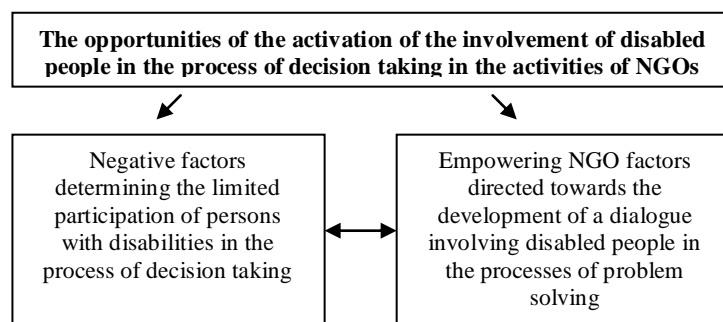 The opportunities of the activation of the involvement of disabled
people in the process of decision taking in the activities of NGOs
Negative factors
determining the limited
participation of persons
with disabilities in the
process of decision taking
Empowering NGO factors
directed towards the
development of a dialogue
involving disabled people in
the processes of problem
solving